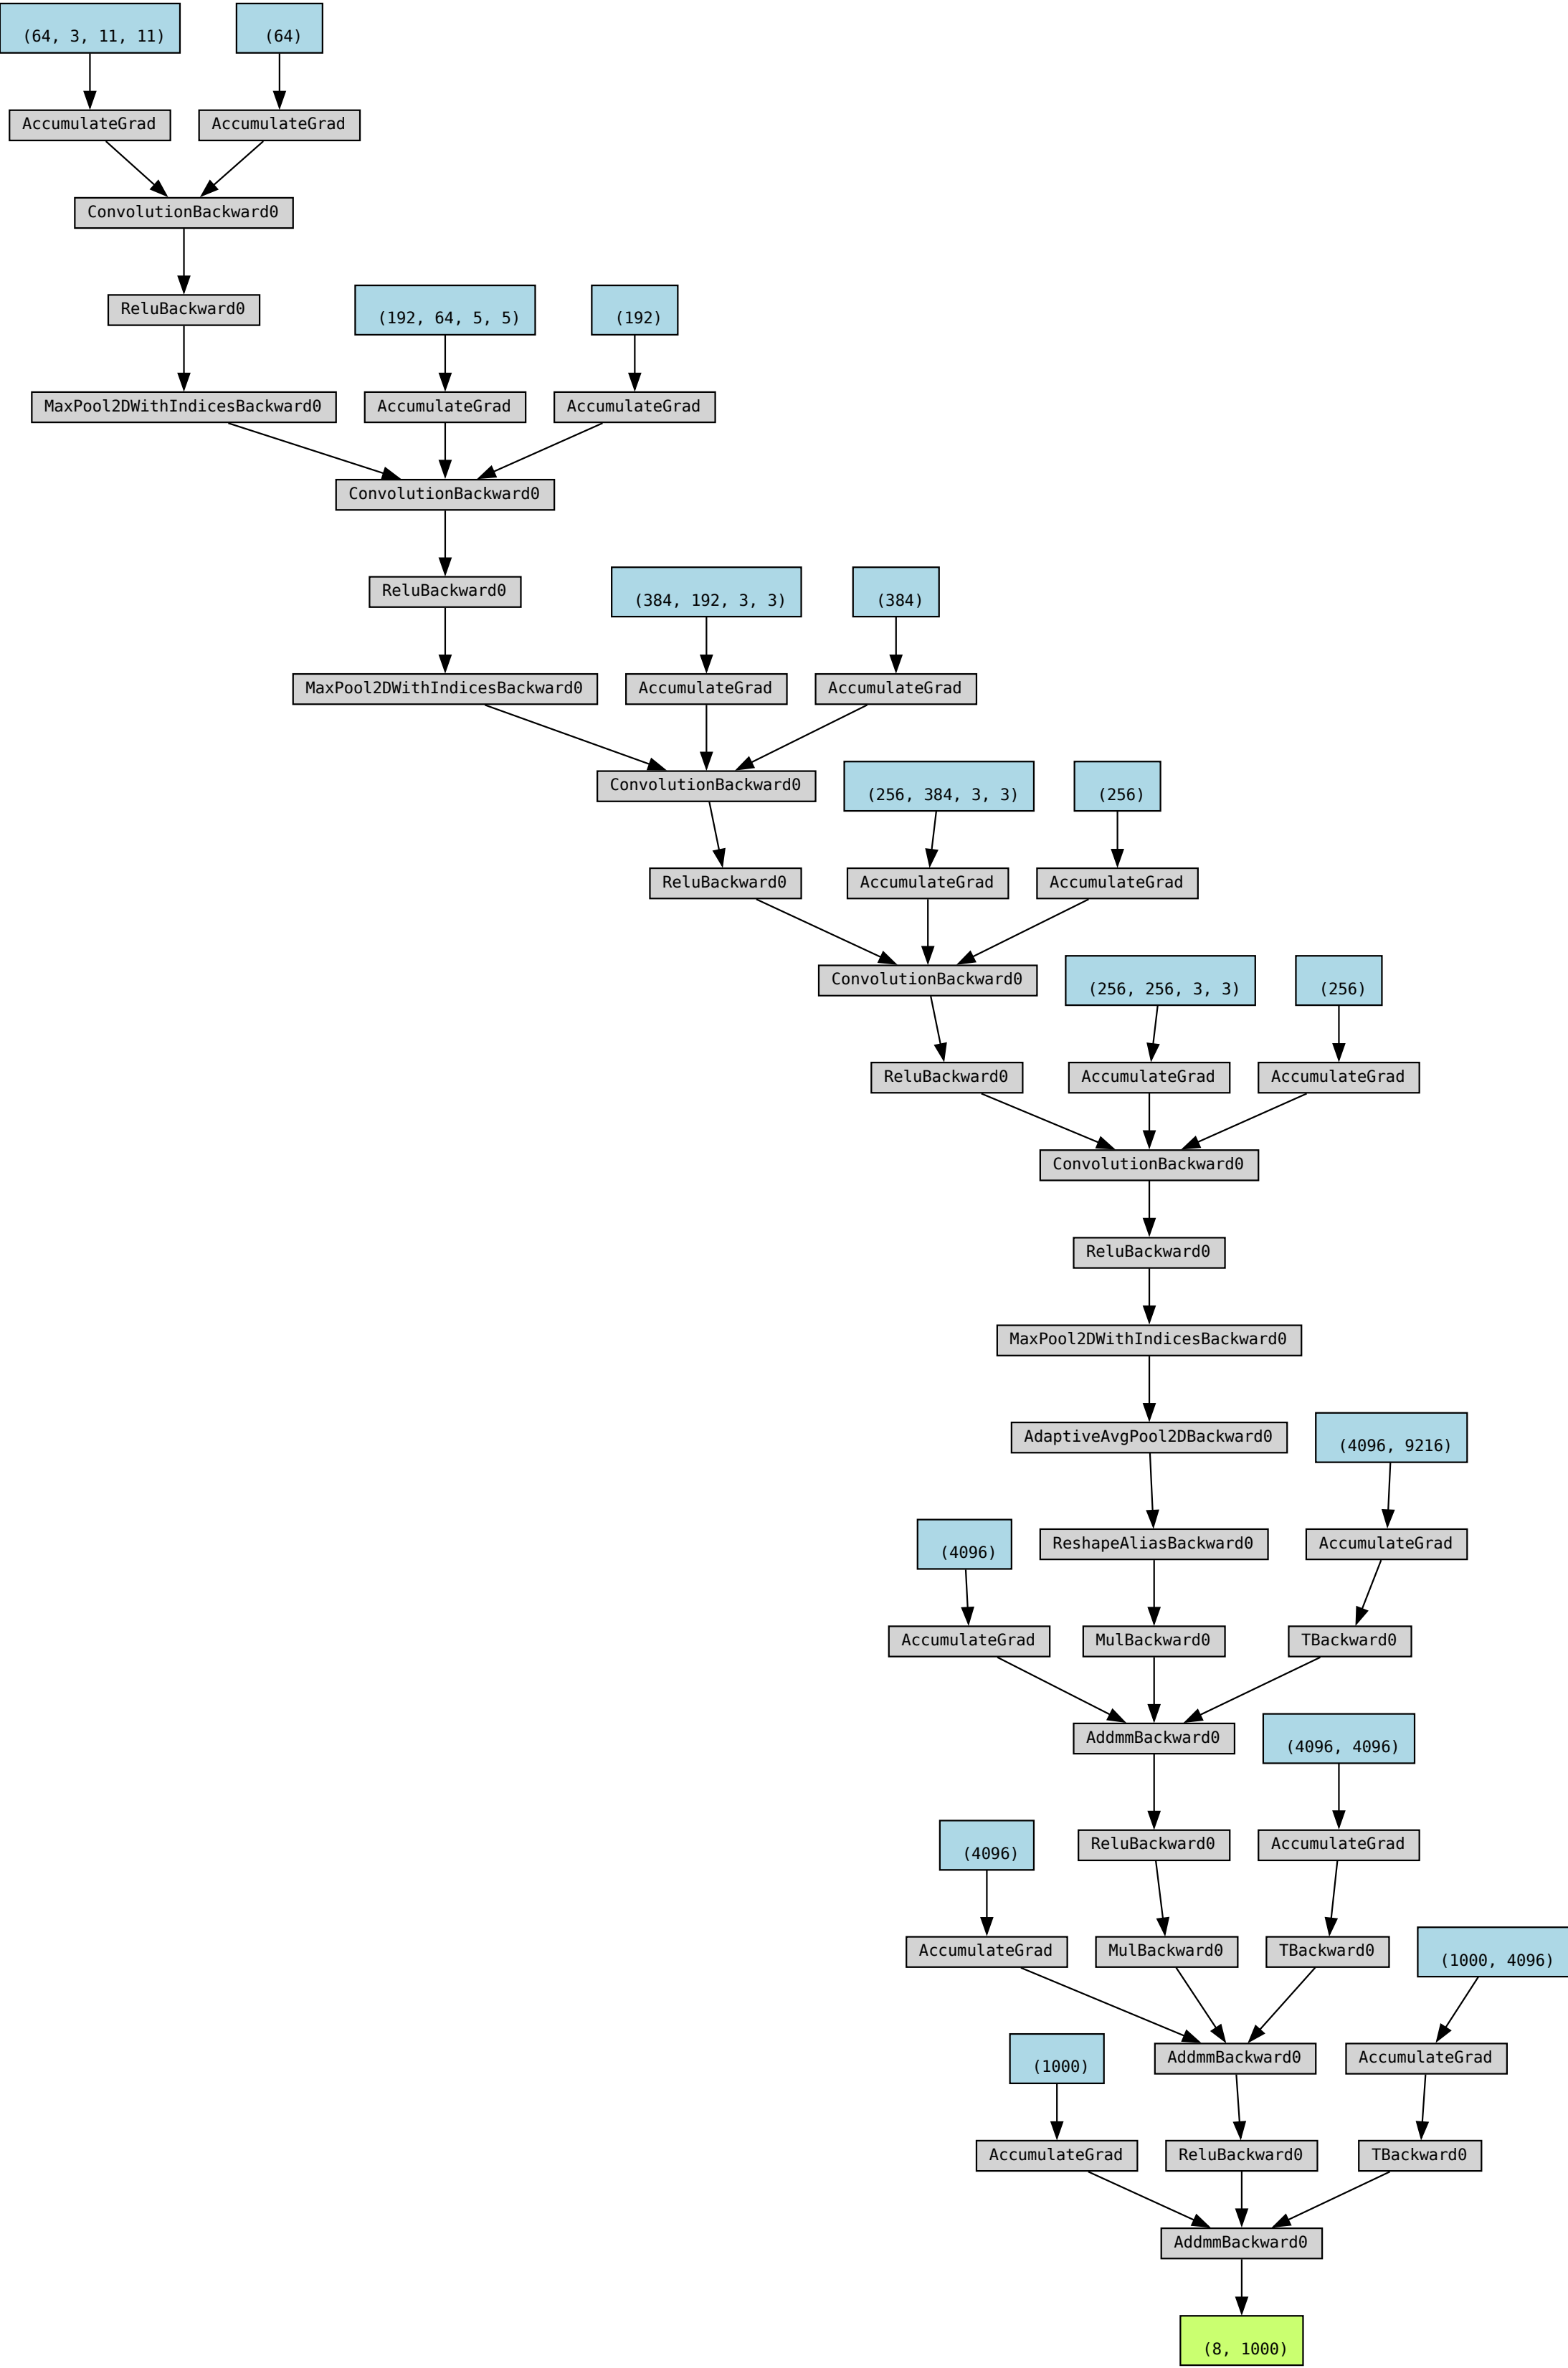 (64, 3, 11, 11)
(64)
AccumulateGrad
AccumulateGrad
ConvolutionBackward0
ReluBackward0
(192, 64, 5, 5)
(192)
MaxPool2DWithIndicesBackward0
AccumulateGrad
AccumulateGrad
ConvolutionBackward0
ReluBackward0
(384, 192, 3, 3)
(384)
MaxPool2DWithIndicesBackward0
AccumulateGrad
AccumulateGrad
ConvolutionBackward0
(256, 384, 3, 3)
(256)
ReluBackward0
AccumulateGrad
AccumulateGrad
ConvolutionBackward0
(256, 256, 3, 3)
(256)
ReluBackward0
AccumulateGrad
AccumulateGrad
ConvolutionBackward0
ReluBackward0
MaxPool2DWithIndicesBackward0
AdaptiveAvgPool2DBackward0
(4096, 9216)
(4096)
ReshapeAliasBackward0
AccumulateGrad
AccumulateGrad
MulBackward0
TBackward0
AddmmBackward0
(4096, 4096)
(4096)
ReluBackward0
AccumulateGrad
AccumulateGrad
MulBackward0
TBackward0
(1000, 4096)
(1000)
AddmmBackward0
AccumulateGrad
AccumulateGrad
ReluBackward0
TBackward0
AddmmBackward0
(8, 1000)